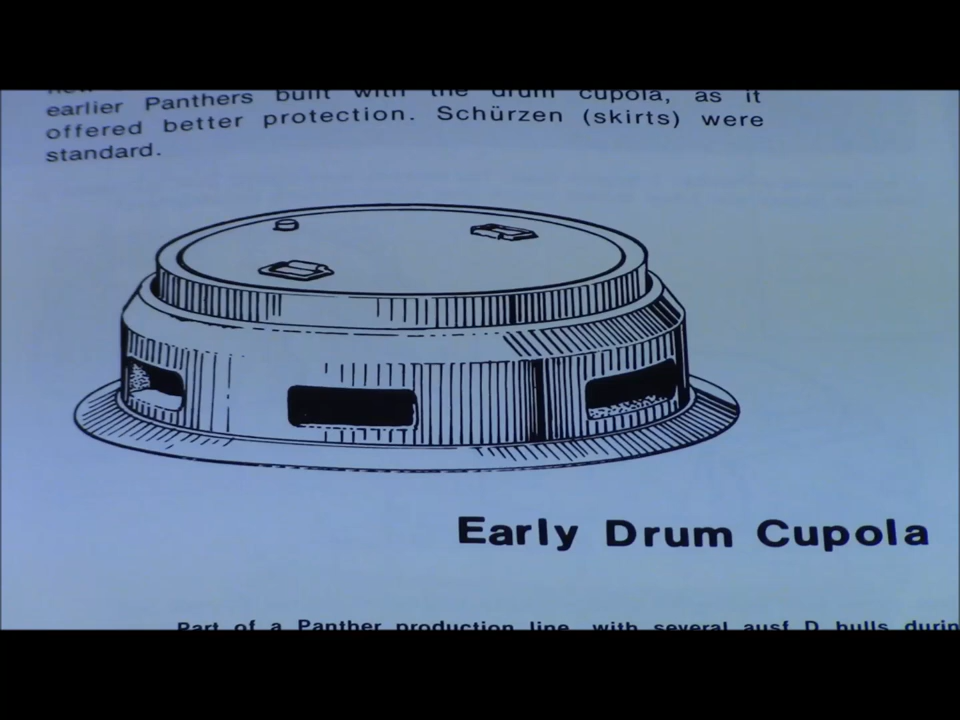 earlier Panthers built with the drum cupola, as it
offered better protection. Schürzen (skirts) were
standard.
Early Drum Cupola
Part of a Panther production line, with several ausf D hulls durin